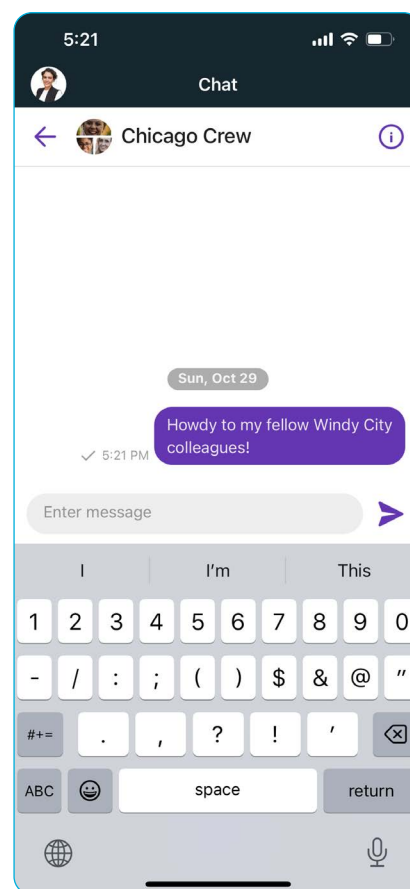 5:21
Chat
Chicago Crew
Sun, Oct 29
Howdy to my fellow Windy City
colleagues!
5:21 PM
Enter message
I I'm This
1 2 3 4 5 6 7 8 9 0
- / : ; ( ) $ & @ "
#+= . , ? ! '
ABC space return